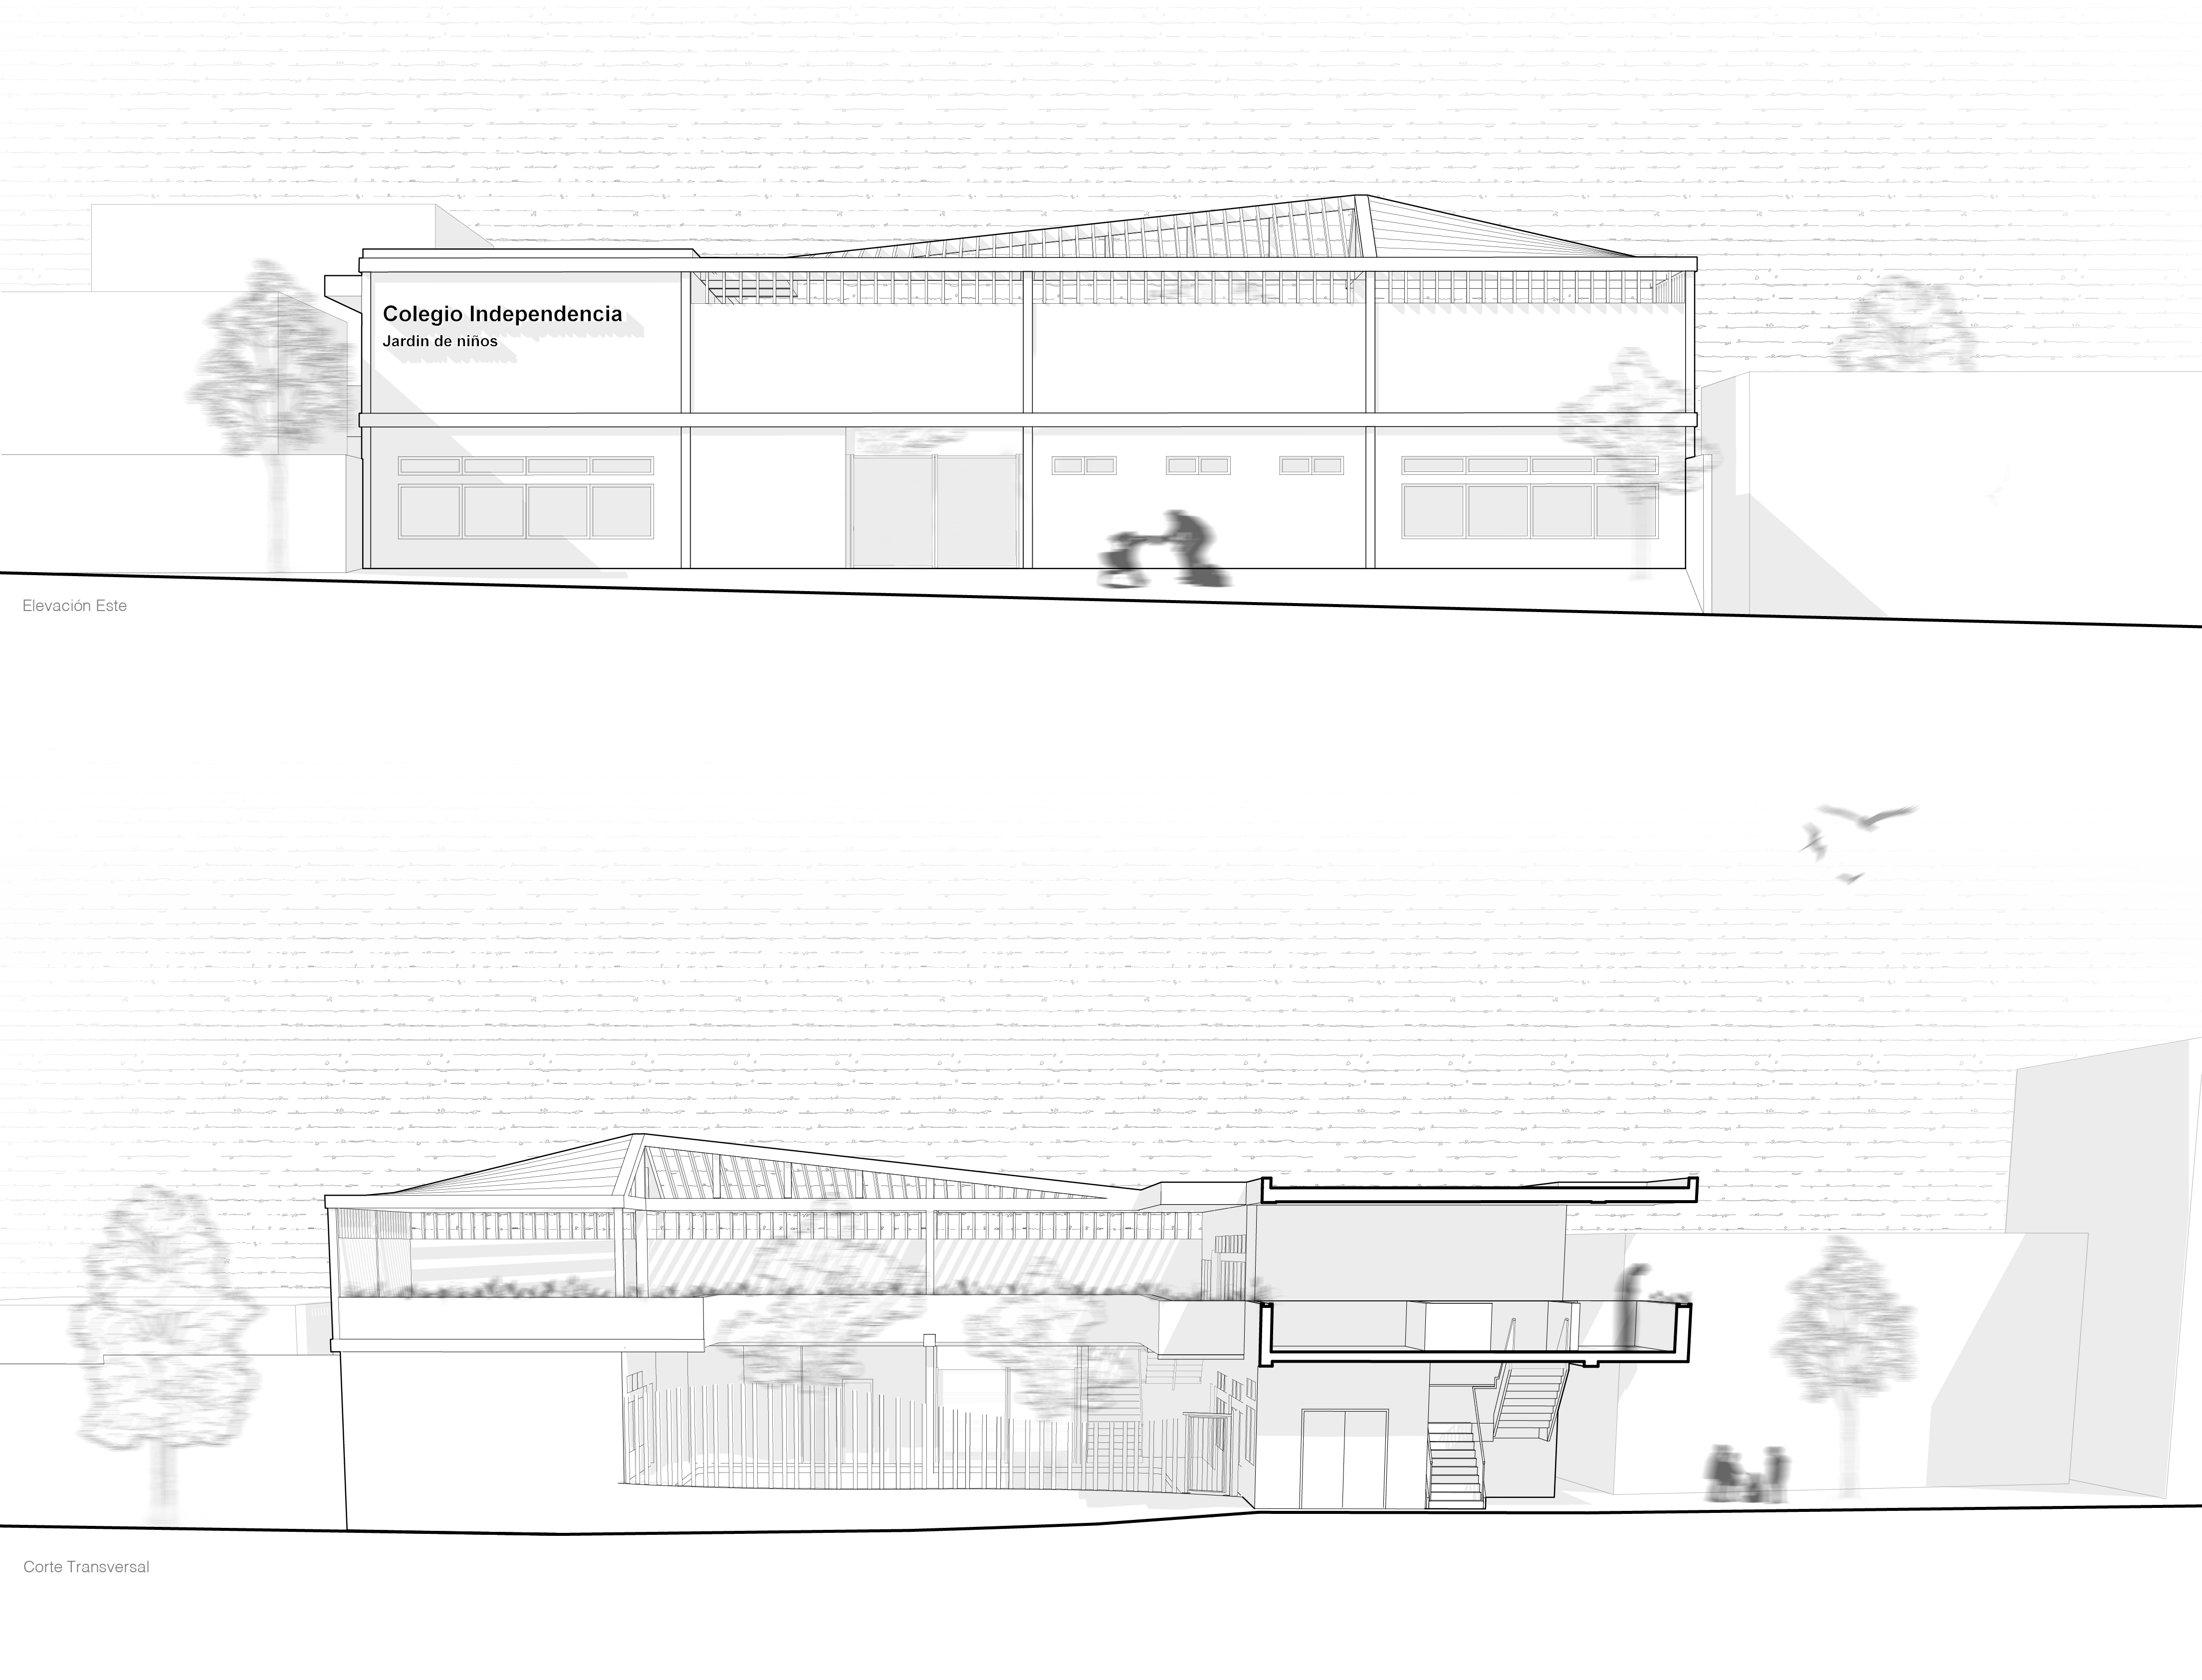 Colegio Independencia
Jardin de niños
Elevación Este
Corte Transversal